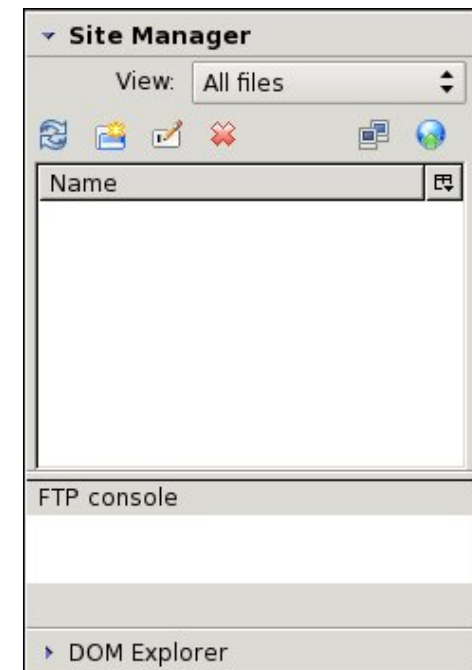 Site Manager
View: All files
Name
FTP console
DOM Explorer